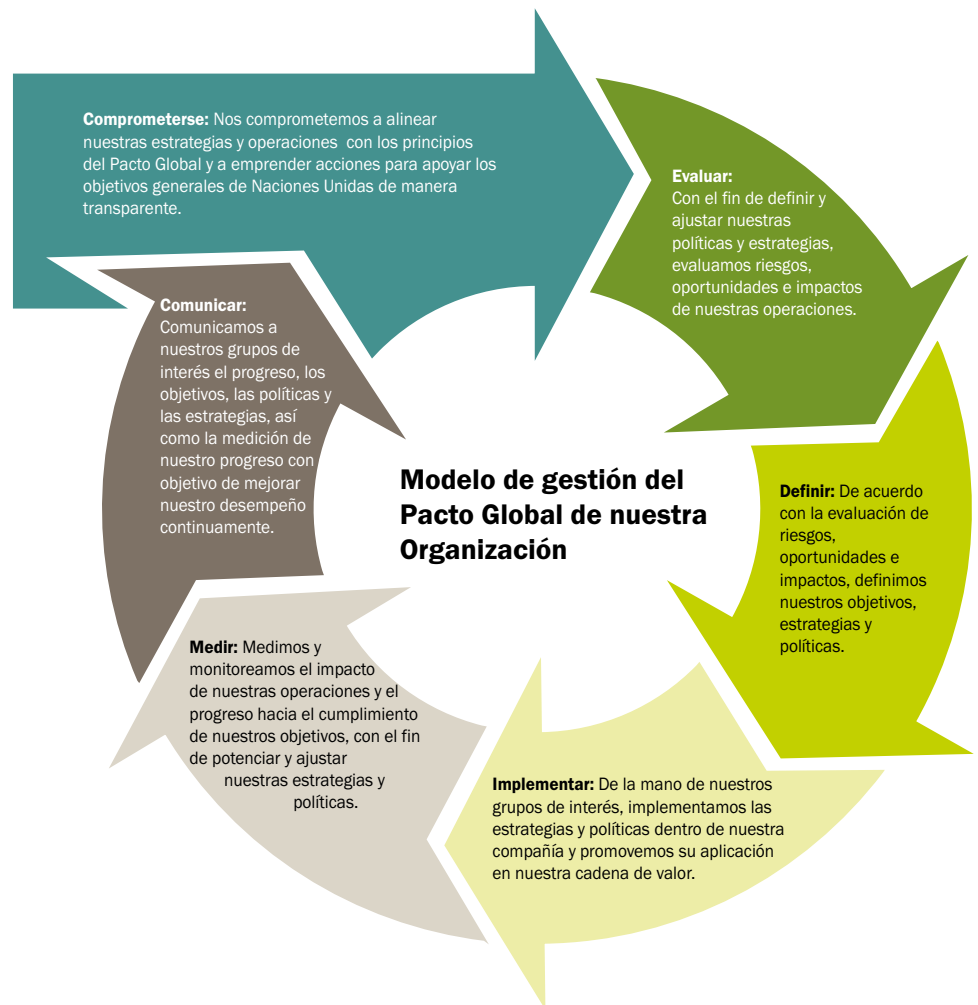 Comprometerse: Nos comprometemos a alinear
nuestras estrategias y operaciones con los principios
del Pacto Global y a emprender acciones para apoyar los
objetivos generales de Naciones Unidas de manera
transparente.
Evaluar:
Con el fin de definir y
ajustar nuestras
políticas y estrategias,
evaluamos riesgos,
oportunidades e impactos
de nuestras operaciones.
Definir: De acuerdo
con la evaluación de
riesgos,
oportunidades e
impactos, definimos
nuestros objetivos,
estrategias y
políticas.
Implementar: De la mano de nuestros
grupos de interés, implementamos las
estrategias y políticas dentro de nuestra
compañía y promovemos su aplicación
en nuestra cadena de valor.
Medir: Medimos y
monitoreamos el impacto
de nuestras operaciones y el
progreso hacia el cumplimiento
de nuestros objetivos, con el fin
de potenciar y ajustar
nuestras estrategias y
políticas.
Comunicar:
Comunicamos a
nuestros grupos de
interés el progreso, los
objetivos, las políticas y
las estrategias, así
como la medición de
nuestro progreso con
objetivo de mejorar
nuestro desempeño
continuamente.
Modelo de gestión del
Pacto Global de nuestra
Organización